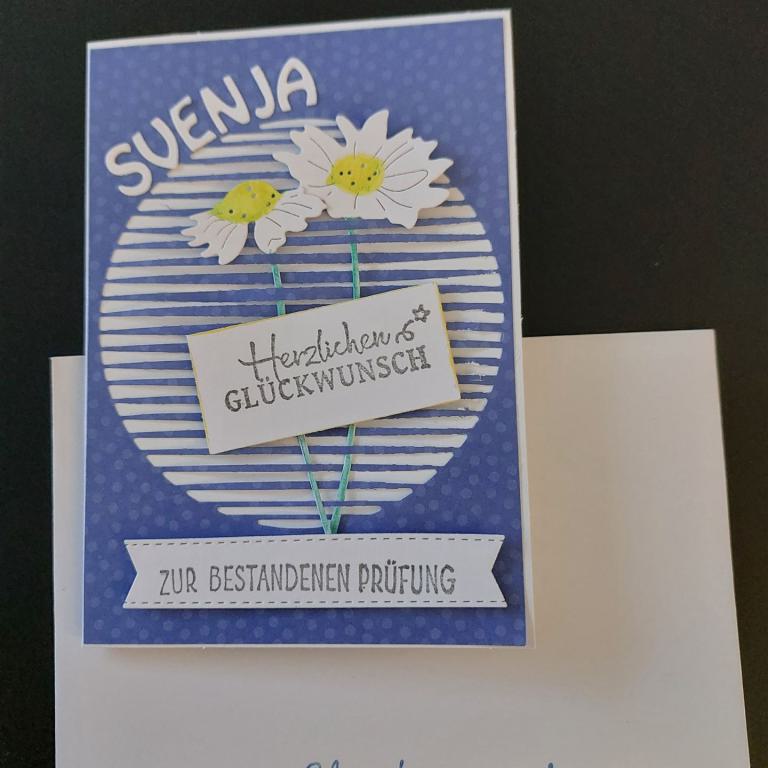 SVENJA
Herzlichen
GLÜCKWUNSCH
ZUR BESTANDENEN PRÜFUNG